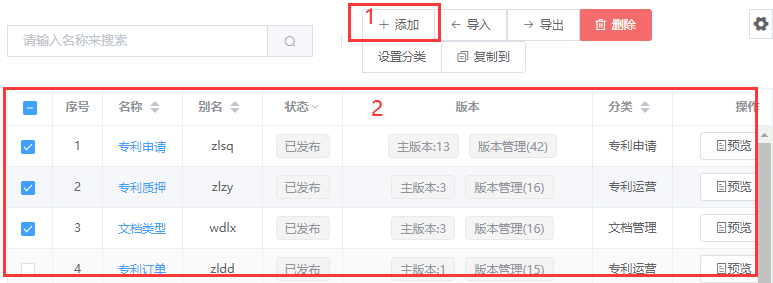 1
+ 添加 ← 导入 → 导出 删除
请输入名称来搜索
设置分类 复制到
2
序号 名称 别名 状态 版本 分类 操作
1 专利申请 zlsq 已发布 主版本:13 版本管理(42) 专利申请 预览
2 专利质押 zlzy 已发布 主版本:3 版本管理(16) 专利运营 预览
3 文档类型 wdlx 已发布 主版本:3 版本管理(16) 文档管理 预览
4 专利订单 zldd 已发布 主版本:1 版本管理(15) 专利运营 预览